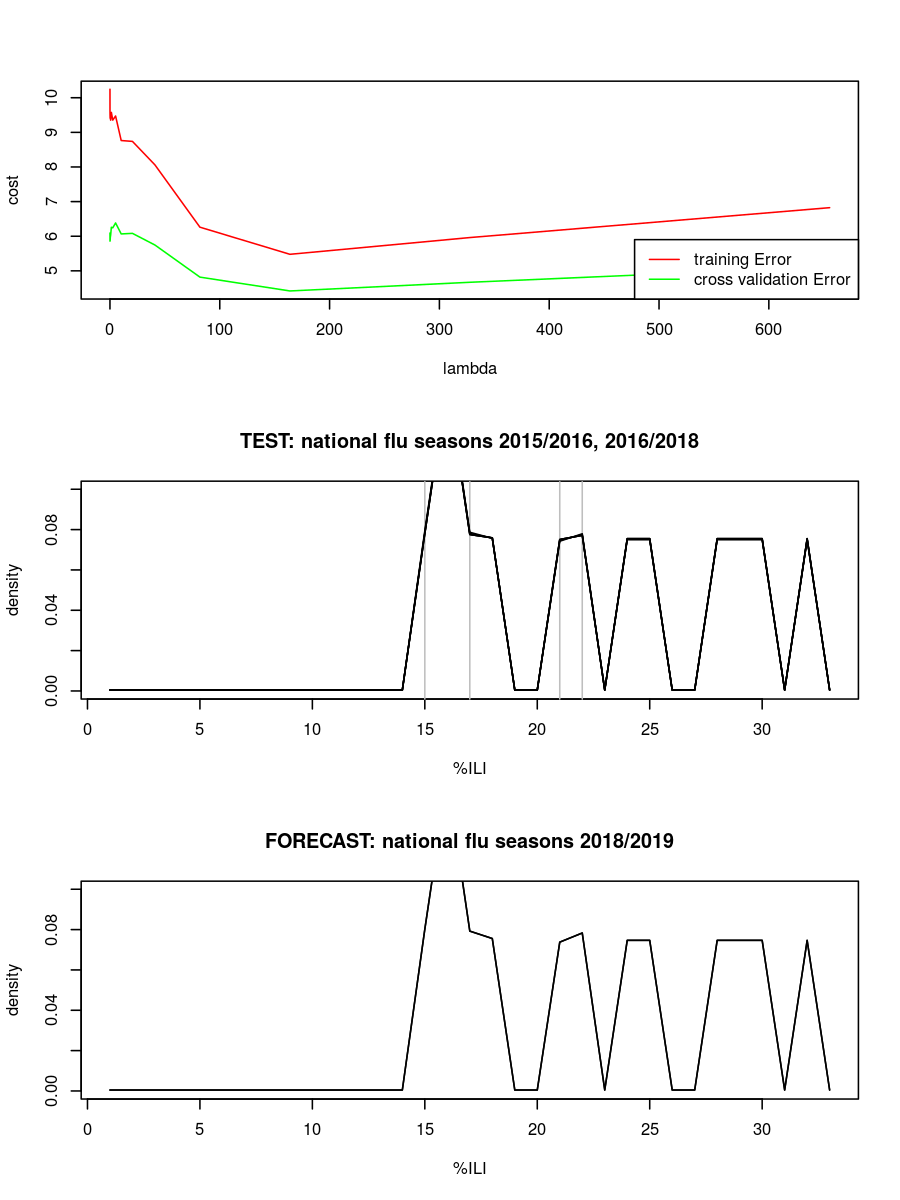 10
9
8
7
6
5
cost
training Error
cross validation Error
0 100 200 300 400 500 600
lambda
TEST: national flu seasons 2015/2016, 2016/2018
0.08
0.04
0.00
density
0 5 10 15 20 25 30
%ILI
FORECAST: national flu seasons 2018/2019
0.08
0.04
0.00
density
0 5 10 15 20 25 30
%ILI